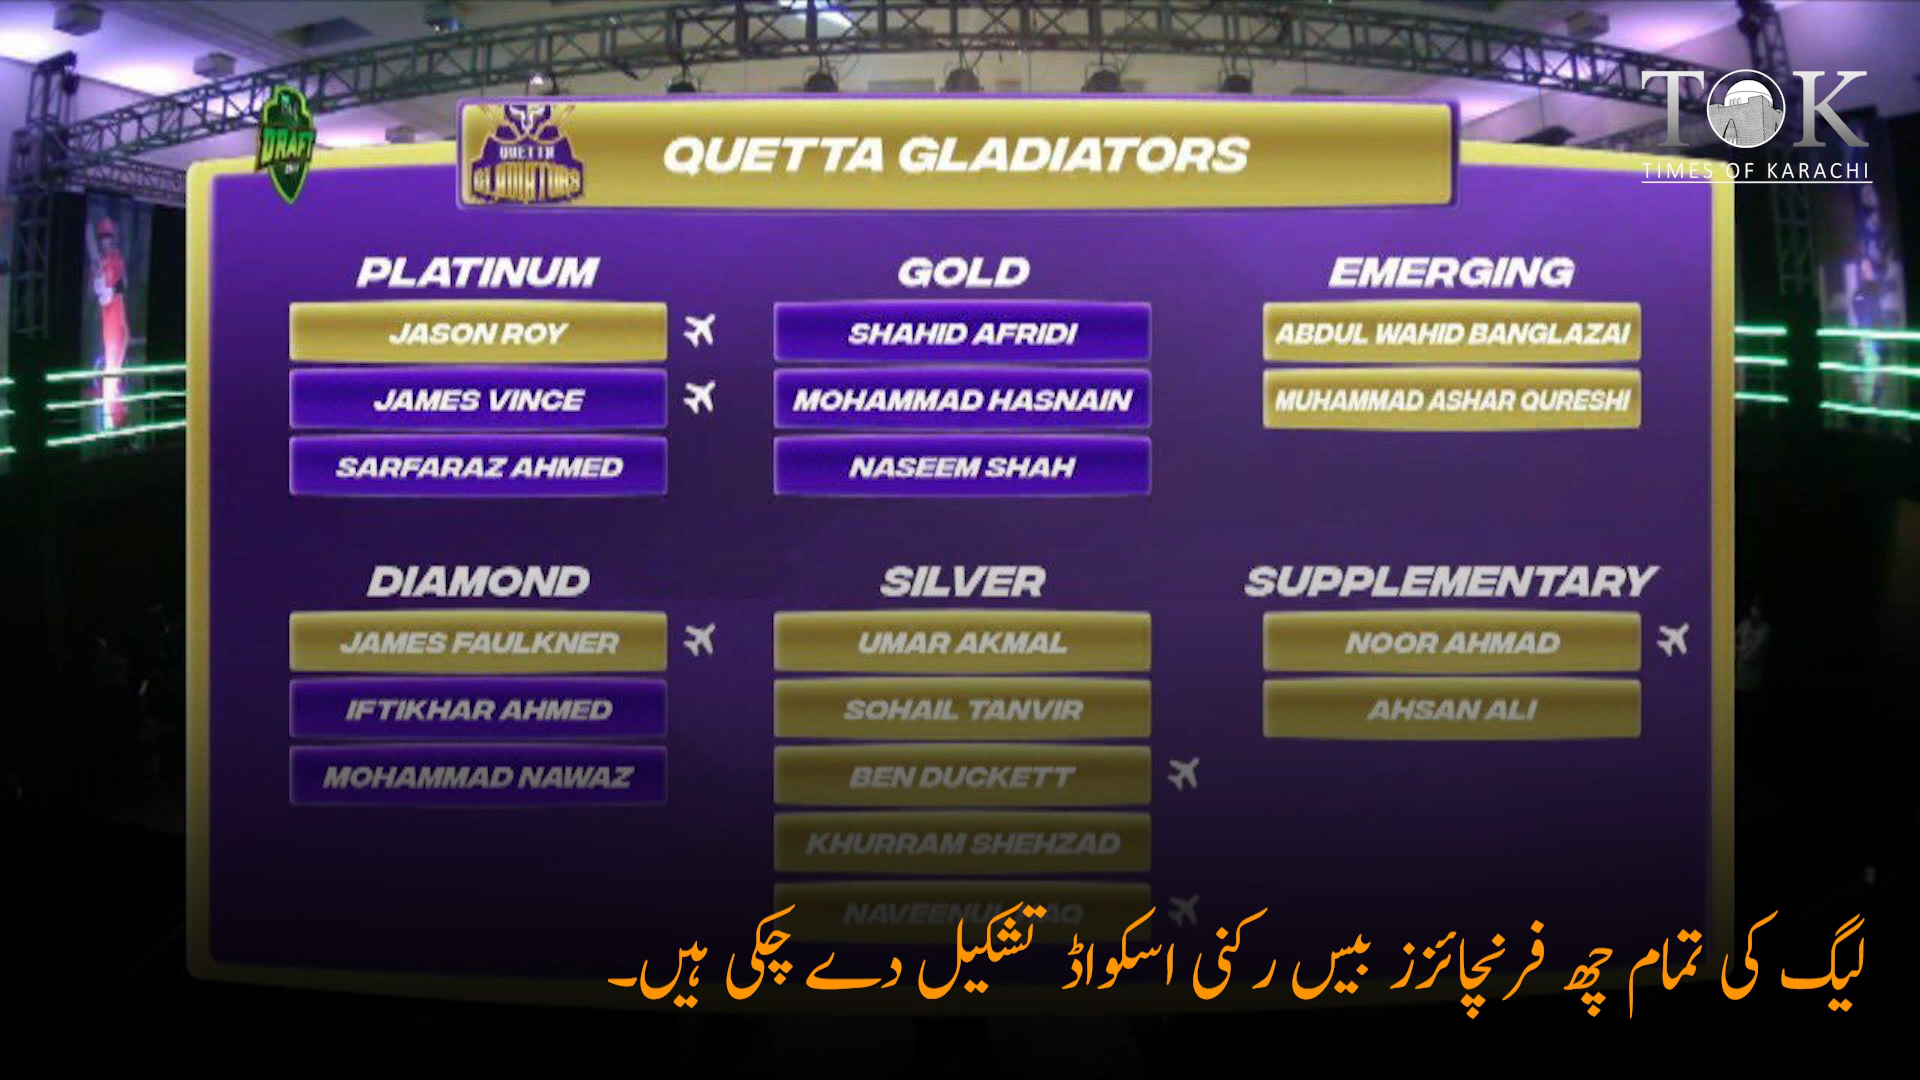 TOK
TIMES OF KARACHI
DRAFT
QUETTA
GLADIATORS
QUETTA GLADIATORS
PLATINUM
JASON ROY
JAMES VINCE
SARFARAZ AHMED
GOLD
SHAHID AFRIDI
MOHAMMAD HASNAIN
NASEEM SHAH
EMERGING
ABDUL WAHID BANGLAZAI
MUHAMMAD ASHAR QURESHI
DIAMOND
JAMES FAULKNER
IFTIKHAR AHMED
MOHAMMAD NAWAZ
SILVER
UMAR AKMAL
SOHAIL TANVIR
BEN DUCKETT
KHURRAM SHEHZAD
SUPPLEMENTARY
NOOR AHMAD
AHSAN ALI
لیگ کی تمام چھ فرنچائزز بیس رکنی اسکواڈ تشکیل دے چکی ہیں۔